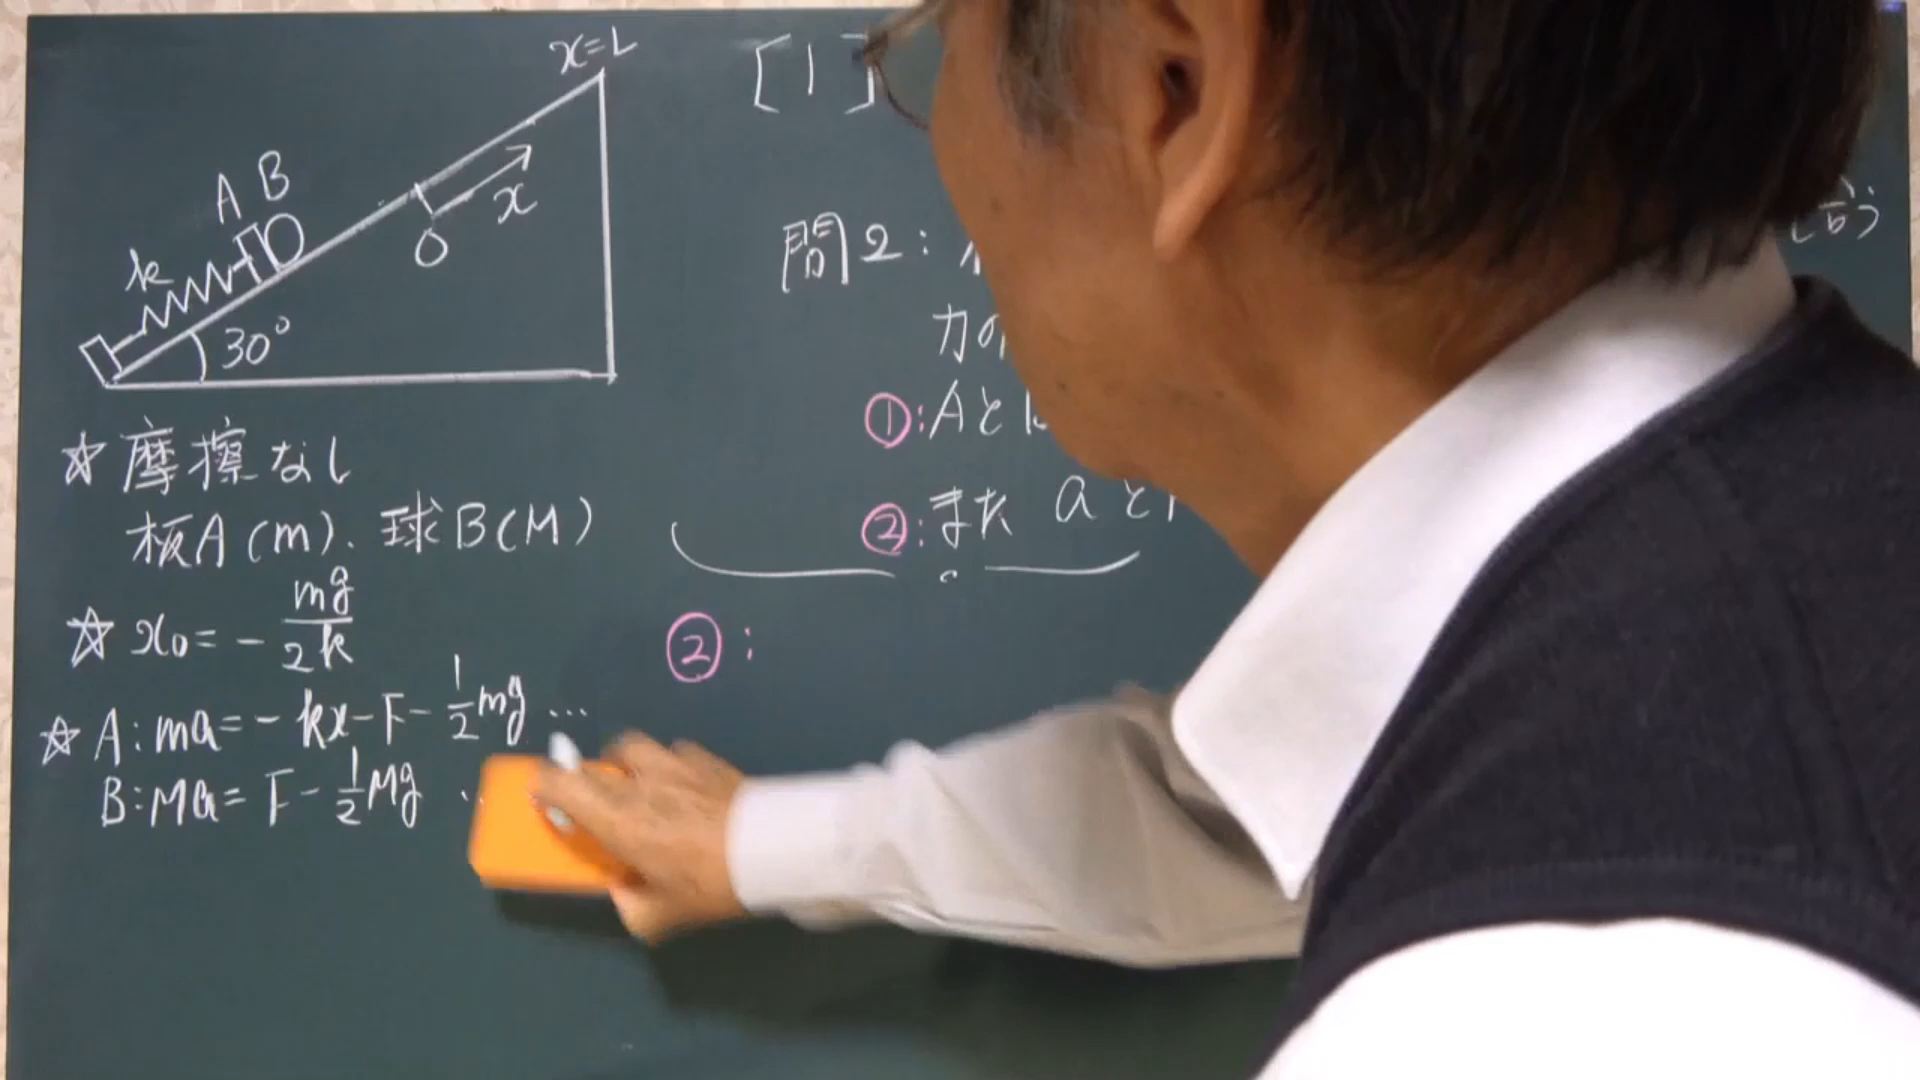 x=L
A B
k
x
O
30°
☆ 摩擦なし
板A(m)、球B(M)
☆ x₀=-mg/2k
☆ A:ma=-kx-F-1/2mg …
B:Ma=F-1/2Mg
[1]
問2:
力の
①:Aと
②:また aと
②: